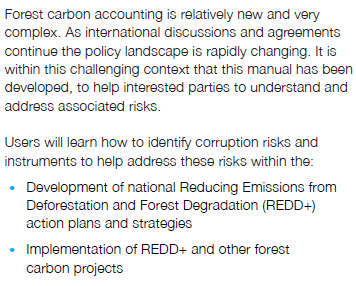 Forest carbon accounting is relatively new and very
complex. As international discussions and agreements
continue the policy landscape is rapidly changing. It is
within this challenging context that this manual has been
developed, to help interested parties to understand and
address associated risks.
Users will learn how to identify corruption risks and
instruments to help address these risks within the:
• Development of national Reducing Emissions from
Deforestation and Forest Degradation (REDD+)
action plans and strategies
• Implementation of REDD+ and other forest
carbon projects